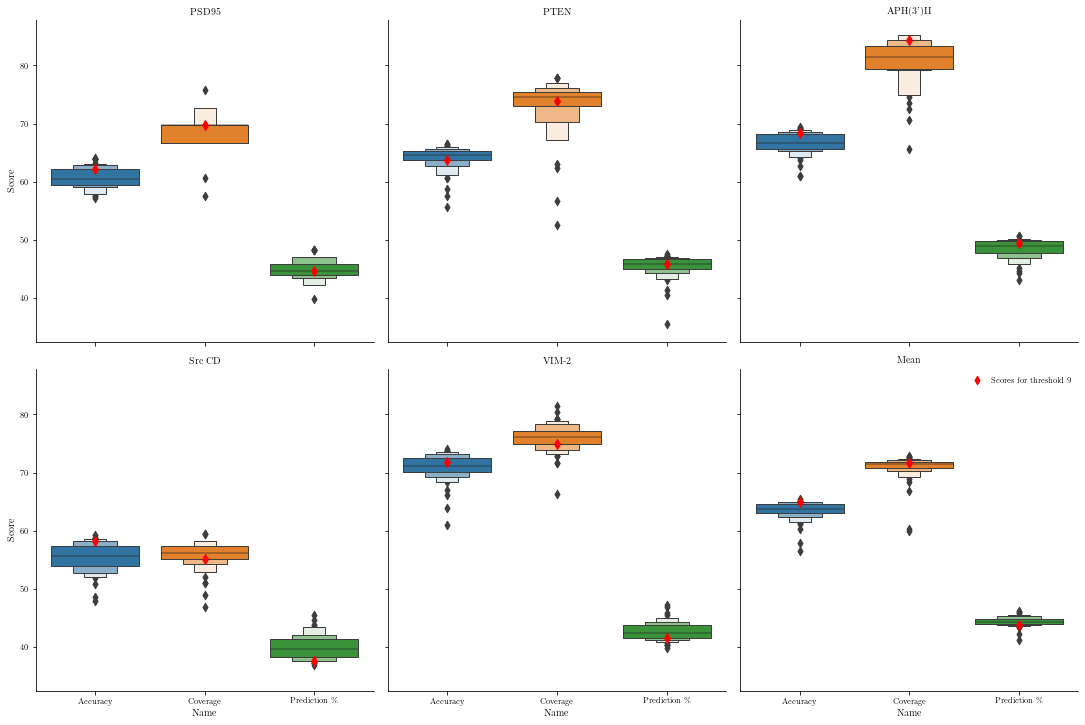 PSD95
PTEN
APH(3')II
80
70
60
50
40
Score
Src CD
VIM-2
Mean
Scores for threshold 9
80
70
60
50
40
Score
Accuracy Coverage Prediction %
Name
Accuracy Coverage Prediction %
Name
Accuracy Coverage Prediction %
Name